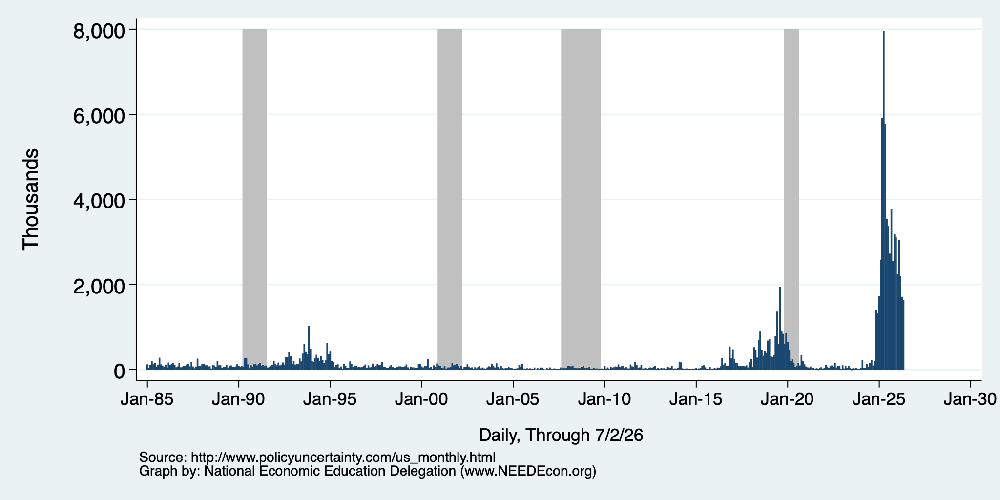 8,000
6,000
4,000
2,000
0
Thousands
Jan-85 Jan-90 Jan-95 Jan-00 Jan-05 Jan-10 Jan-15 Jan-20 Jan-25 Jan-30
Daily, Through 7/2/26
Source: http://www.policyuncertainty.com/us_monthly.html
Graph by: National Economic Education Delegation (www.NEEDEcon.org)